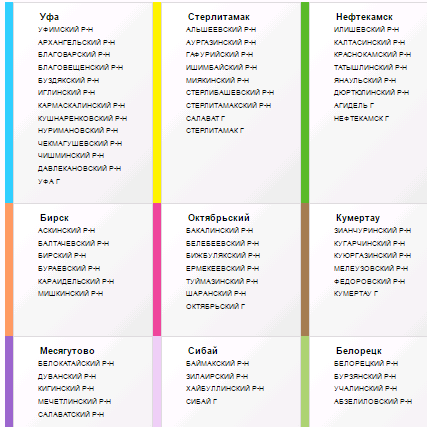 Уфа
УФИМСКИЙ Р-Н
АРХАНГЕЛЬСКИЙ Р-Н
БЛАГОВАРСКИЙ Р-Н
БЛАГОВЕЩЕНСКИЙ Р-Н
БУЗДЯКСКИЙ Р-Н
ИГЛИНСКИЙ Р-Н
КАРМАСКАЛИНСКИЙ Р-Н
КУШНАРЕНКОВСКИЙ Р-Н
НУРИМАНОВСКИЙ Р-Н
ЧЕКМАГУШЕВСКИЙ Р-Н
ЧИШМИНСКИЙ Р-Н
ДАВЛЕКАНОВСКИЙ Р-Н
УФА Г
Стерлитамак
АЛЬШЕЕВСКИЙ Р-Н
АУРГАЗИНСКИЙ Р-Н
ГАФУРИЙСКИЙ Р-Н
ИШИМБАЙСКИЙ Р-Н
МИЯКИНСКИЙ Р-Н
СТЕРЛИБАШЕВСКИЙ Р-Н
СТЕРЛИТАМАКСКИЙ Р-Н
САЛАВАТ Г
СТЕРЛИТАМАК Г
Нефтекамск
ИЛИШЕВСКИЙ Р-Н
КАЛТАСИНСКИЙ Р-Н
КРАСНОКАМСКИЙ Р-Н
ТАТЫШЛИНСКИЙ Р-Н
ЯНАУЛЬСКИЙ Р-Н
ДЮРТЮЛИНСКИЙ Р-Н
АГИДЕЛЬ Г
НЕФТЕКАМСК Г
Бирск
АСКИНСКИЙ Р-Н
БАЛТАЧЕВСКИЙ Р-Н
БИРСКИЙ Р-Н
БУРАЕВСКИЙ Р-Н
КАРАИДЕЛЬСКИЙ Р-Н
МИШКИНСКИЙ Р-Н
Октябрьский
БАКАЛИНСКИЙ Р-Н
БЕЛЕБЕЕВСКИЙ Р-Н
БИЖБУЛЯКСКИЙ Р-Н
ЕРМЕКЕЕВСКИЙ Р-Н
ТУЙМАЗИНСКИЙ Р-Н
ШАРАНСКИЙ Р-Н
ОКТЯБРЬСКИЙ Г
Кумертау
ЗИАНЧУРИНСКИЙ Р-Н
КУГАРЧИНСКИЙ Р-Н
КУЮРГАЗИНСКИЙ Р-Н
МЕЛЕУЗОВСКИЙ Р-Н
ФЕДОРОВСКИЙ Р-Н
КУМЕРТАУ Г
Месягутово
БЕЛОКАТАЙСКИЙ Р-Н
ДУВАНСКИЙ Р-Н
КИГИНСКИЙ Р-Н
МЕЧЕТЛИНСКИЙ Р-Н
САЛАВАТСКИЙ Р-Н
Сибай
БАЙМАКСКИЙ Р-Н
ЗИЛАИРСКИЙ Р-Н
ХАЙБУЛЛИНСКИЙ Р-Н
СИБАЙ Г
Белорецк
БЕЛОРЕЦКИЙ Р-Н
БУРЗЯНСКИЙ Р-Н
УЧАЛИНСКИЙ Р-Н
АБЗЕЛИЛОВСКИЙ Р-Н